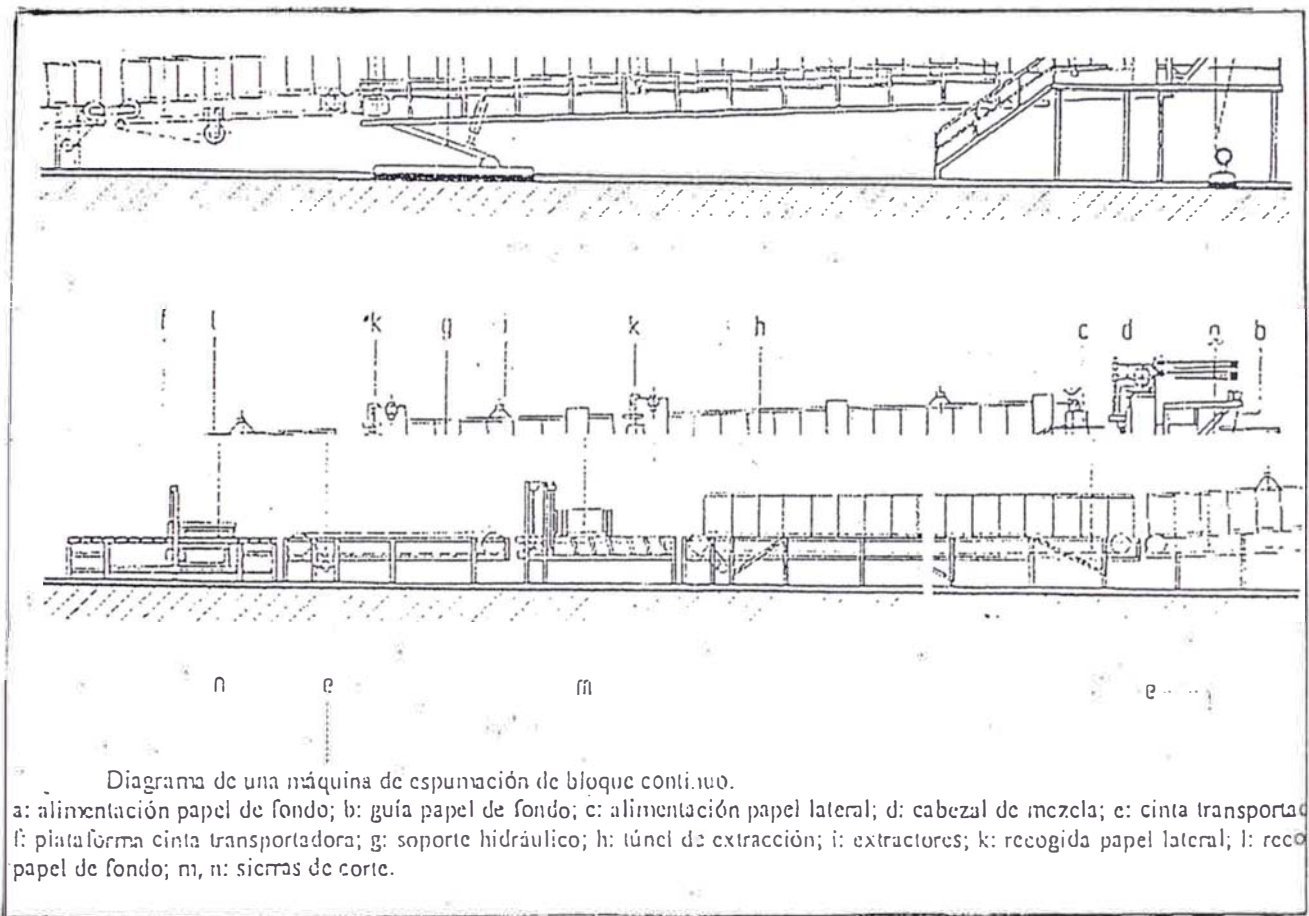 f l k g i k h c d n b
n e m e
Diagrama de una máquina de espumación de bloque continuo.
a: alimentación papel de fondo; b: guía papel de fondo; c: alimentación papel lateral; d: cabezal de mezcla; e: cinta transportad
f: plataforma cinta transportadora; g: soporte hidráulico; h: túnel de extracción; i: extractores; k: recogida papel lateral; l: reco
papel de fondo; m, n: sierras de corte.